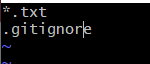 *.txt
.gitignore
~
~